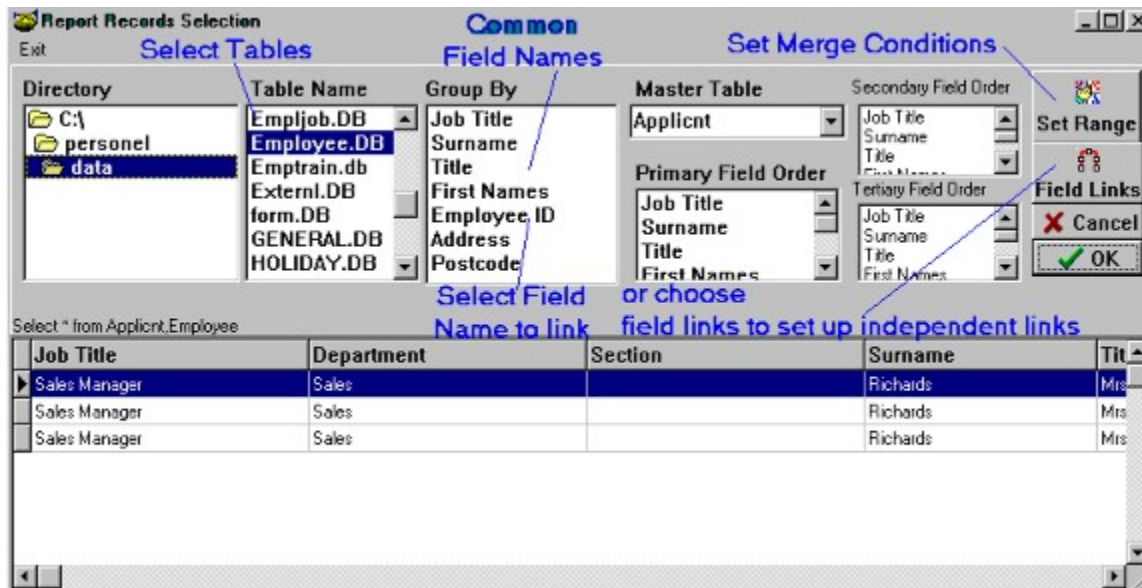 Report Records Selection
Exit
Select Tables
Common
Field Names
Set Merge Conditions
Directory
C:\
personel
data
Table Name
Empljob.DB
Employee.DB
Emptrain.db
Externl.DB
form.DB
GENERAL.DB
HOLIDAY.DB
Group By
Job Title
Surname
Title
First Names
Employee ID
Address
Postcode
Master Table
Applicnt
Primary Field Order
Job Title
Surname
Title
First Names
Secondary Field Order
Job Title
Surname
Title
First Names
Tertiary Field Order
Job Title
Surname
Title
First Names
Set Range
Field Links
Cancel
OK
Select Field
Name to link
or choose
field links to set up independent links
Select * from Applicnt,Employee
Job Title Department Section Surname Tit
Sales Manager Sales Richards Mrs
Sales Manager Sales Richards Mrs
Sales Manager Sales Richards Mrs